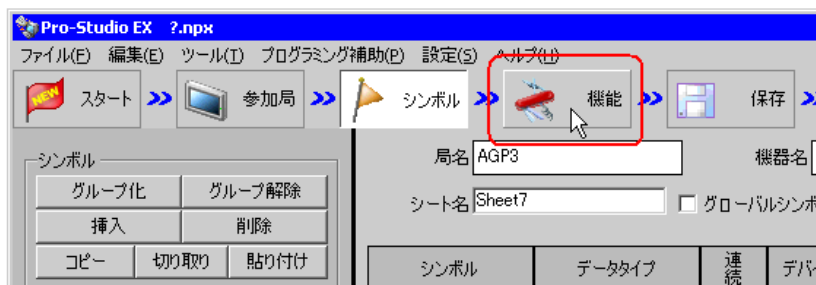 Pro-Studio EX ?.npx
ファイル(F) 編集(E) ツール(T) プログラミング補助(P) 設定(S) ヘルプ(H)
NEW スタート 参加局 シンボル 機能 保存
シンボル
グループ化 グループ解除
挿入 削除
コピー 切り取り 貼り付け
局名 AGP3 機器名
シート名 Sheet7 グローバルシンボ
シンボル データタイプ 連続 デバイ